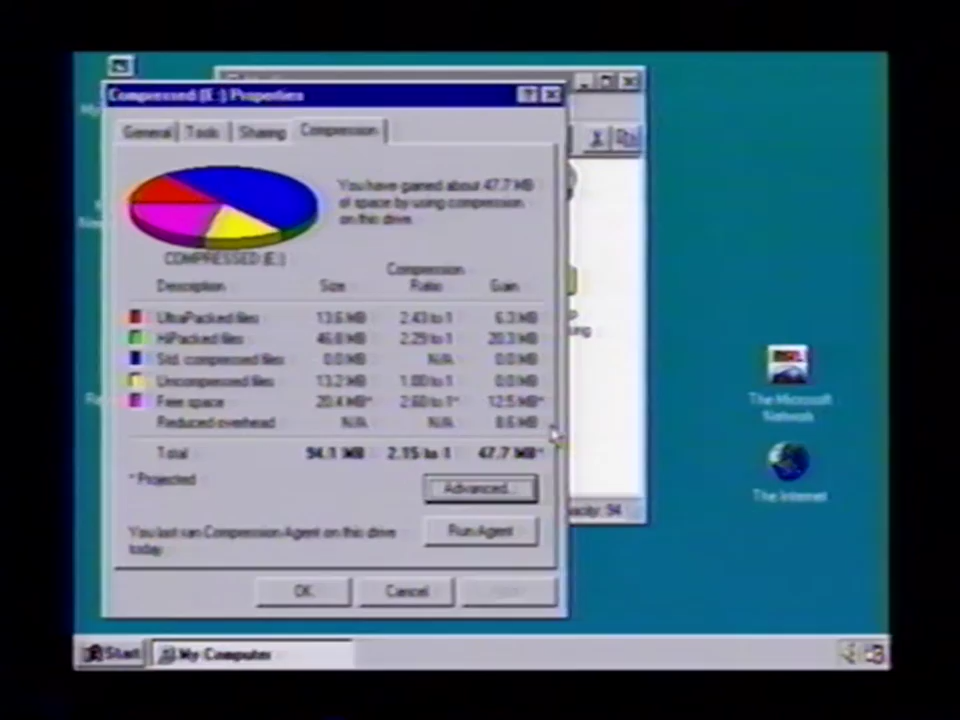 Compressed (E:) Properties
General
Tools
Sharing
Compression
You have gained about 47.7 MB
of space by using compression
on this drive.
COMPRESSED (E:)
Description Size Compression Ratio Gain
UltraPacked files 13.6 MB 2.43 to 1 6.3 MB
HiPacked files 46.8 MB 2.29 to 1 20.3 MB
Std. compressed files 0.0 MB N/A 0.0 MB
Uncompressed files 13.2 MB 1.00 to 1 0.0 MB
Free space 20.4 MB* 2.60 to 1* 12.5 MB*
Reduced overhead N/A N/A 8.6 MB
Total 94.1 MB 2.15 to 1 47.7 MB*
* Projected
Advanced...
You last ran Compression Agent on this drive
today.
Run Agent
OK
Cancel
The Microsoft
Network
The Internet
Start
My Computer